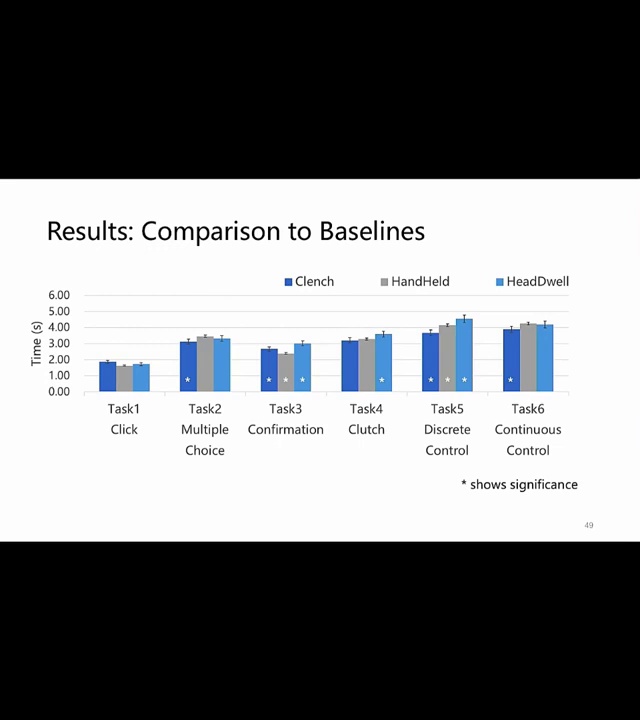 Results: Comparison to Baselines
Clench HandHeld HeadDwell
Time (s)
6.00
5.00
4.00
3.00
2.00
1.00
0.00
* * * * * * * * *
Task1 Task2 Task3 Task4 Task5 Task6
Click Multiple Confirmation Clutch Discrete Continuous
Choice Control Control
* shows significance
49